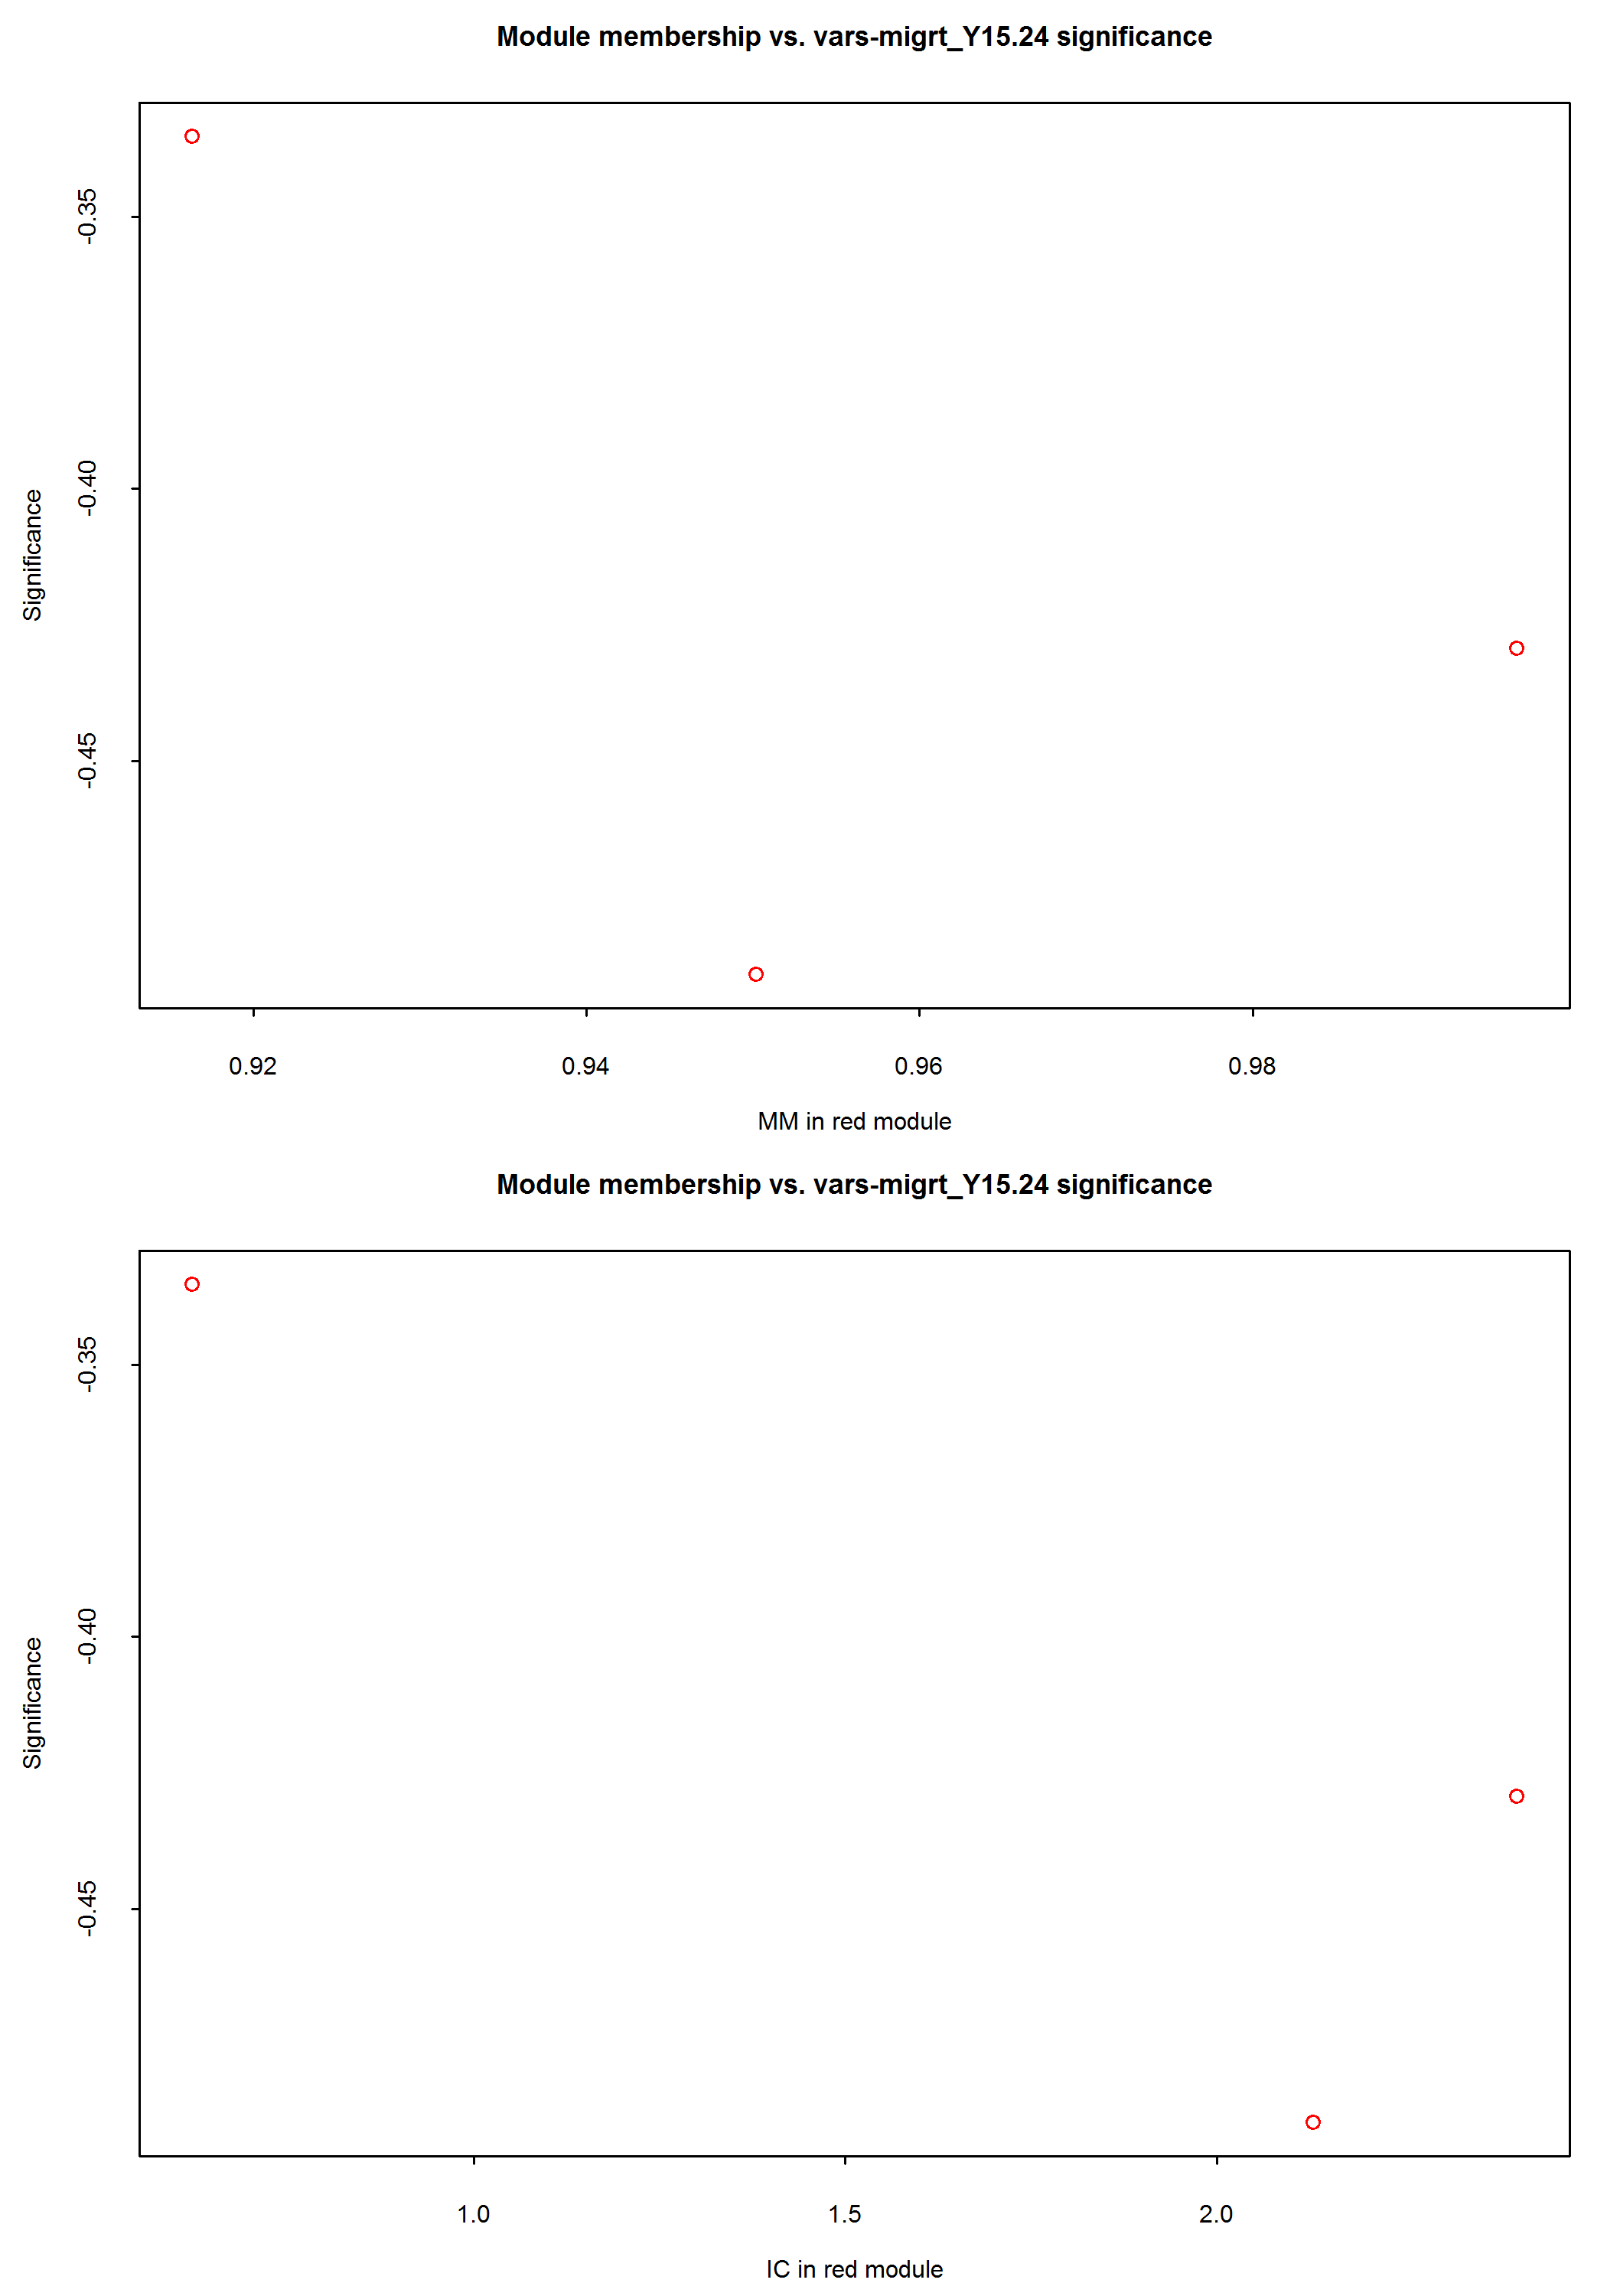 Module membership vs. vars-migrt_Y15.24 significance
-0.35
-0.40
-0.45
Significance
0.92 0.94 0.96 0.98
MM in red module
Module membership vs. vars-migrt_Y15.24 significance
-0.35
-0.40
-0.45
Significance
1.0 1.5 2.0
IC in red module